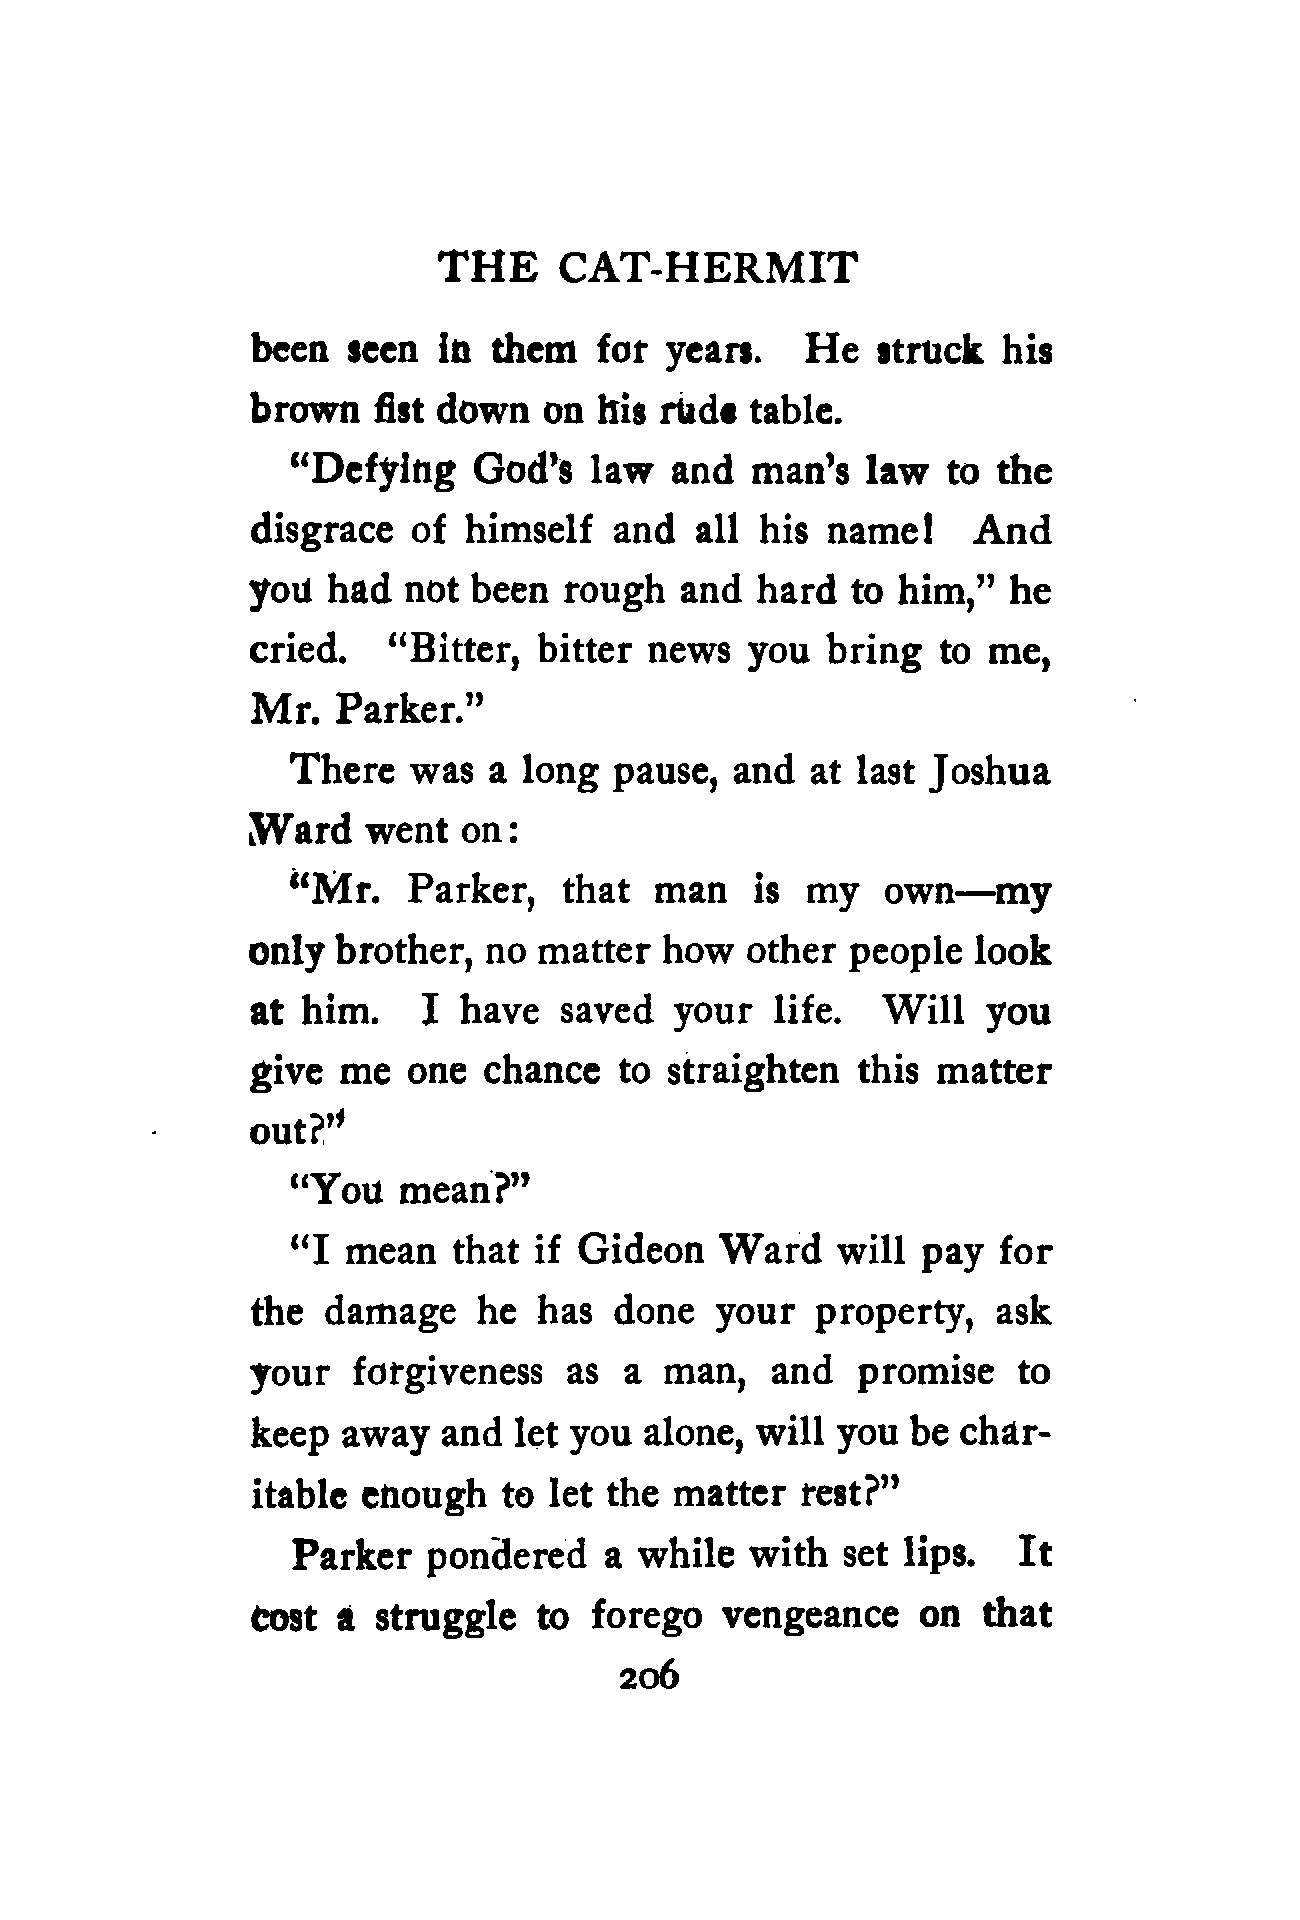 THE CAT-HERMIT
been seen in them for years. He struck his
brown fist down on his rude table.
“Defying God’s law and man’s law to the
disgrace of himself and all his name! And
you had not been rough and hard to him,” he
cried. “Bitter, bitter news you bring to me,
Mr. Parker.”
There was a long pause, and at last Joshua
Ward went on:
“Mr. Parker, that man is my own—my
only brother, no matter how other people look
at him. I have saved your life. Will you
give me one chance to straighten this matter
out?”
“You mean?”
“I mean that if Gideon Ward will pay for
the damage he has done your property, ask
your forgiveness as a man, and promise to
keep away and let you alone, will you be char-
itable enough to let the matter rest?”
Parker pondered a while with set lips. It
cost a struggle to forego vengeance on that
206